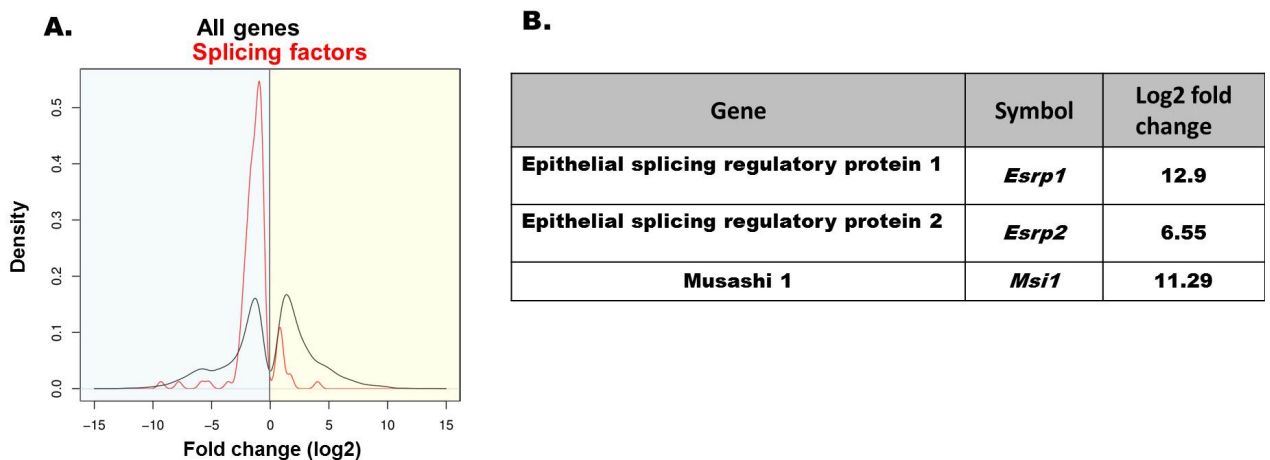 A.
All genes
Splicing factors
Density
0.5
0.4
0.3
0.2
0.1
0.0
−15
−10
−5
0
5
10
15
Fold change (log2)
B.
Gene
Symbol
Log2 fold
change
Epithelial splicing regulatory protein 1
Esrp1
12.9
Epithelial splicing regulatory protein 2
Esrp2
6.55
Musashi 1
Msi1
11.29